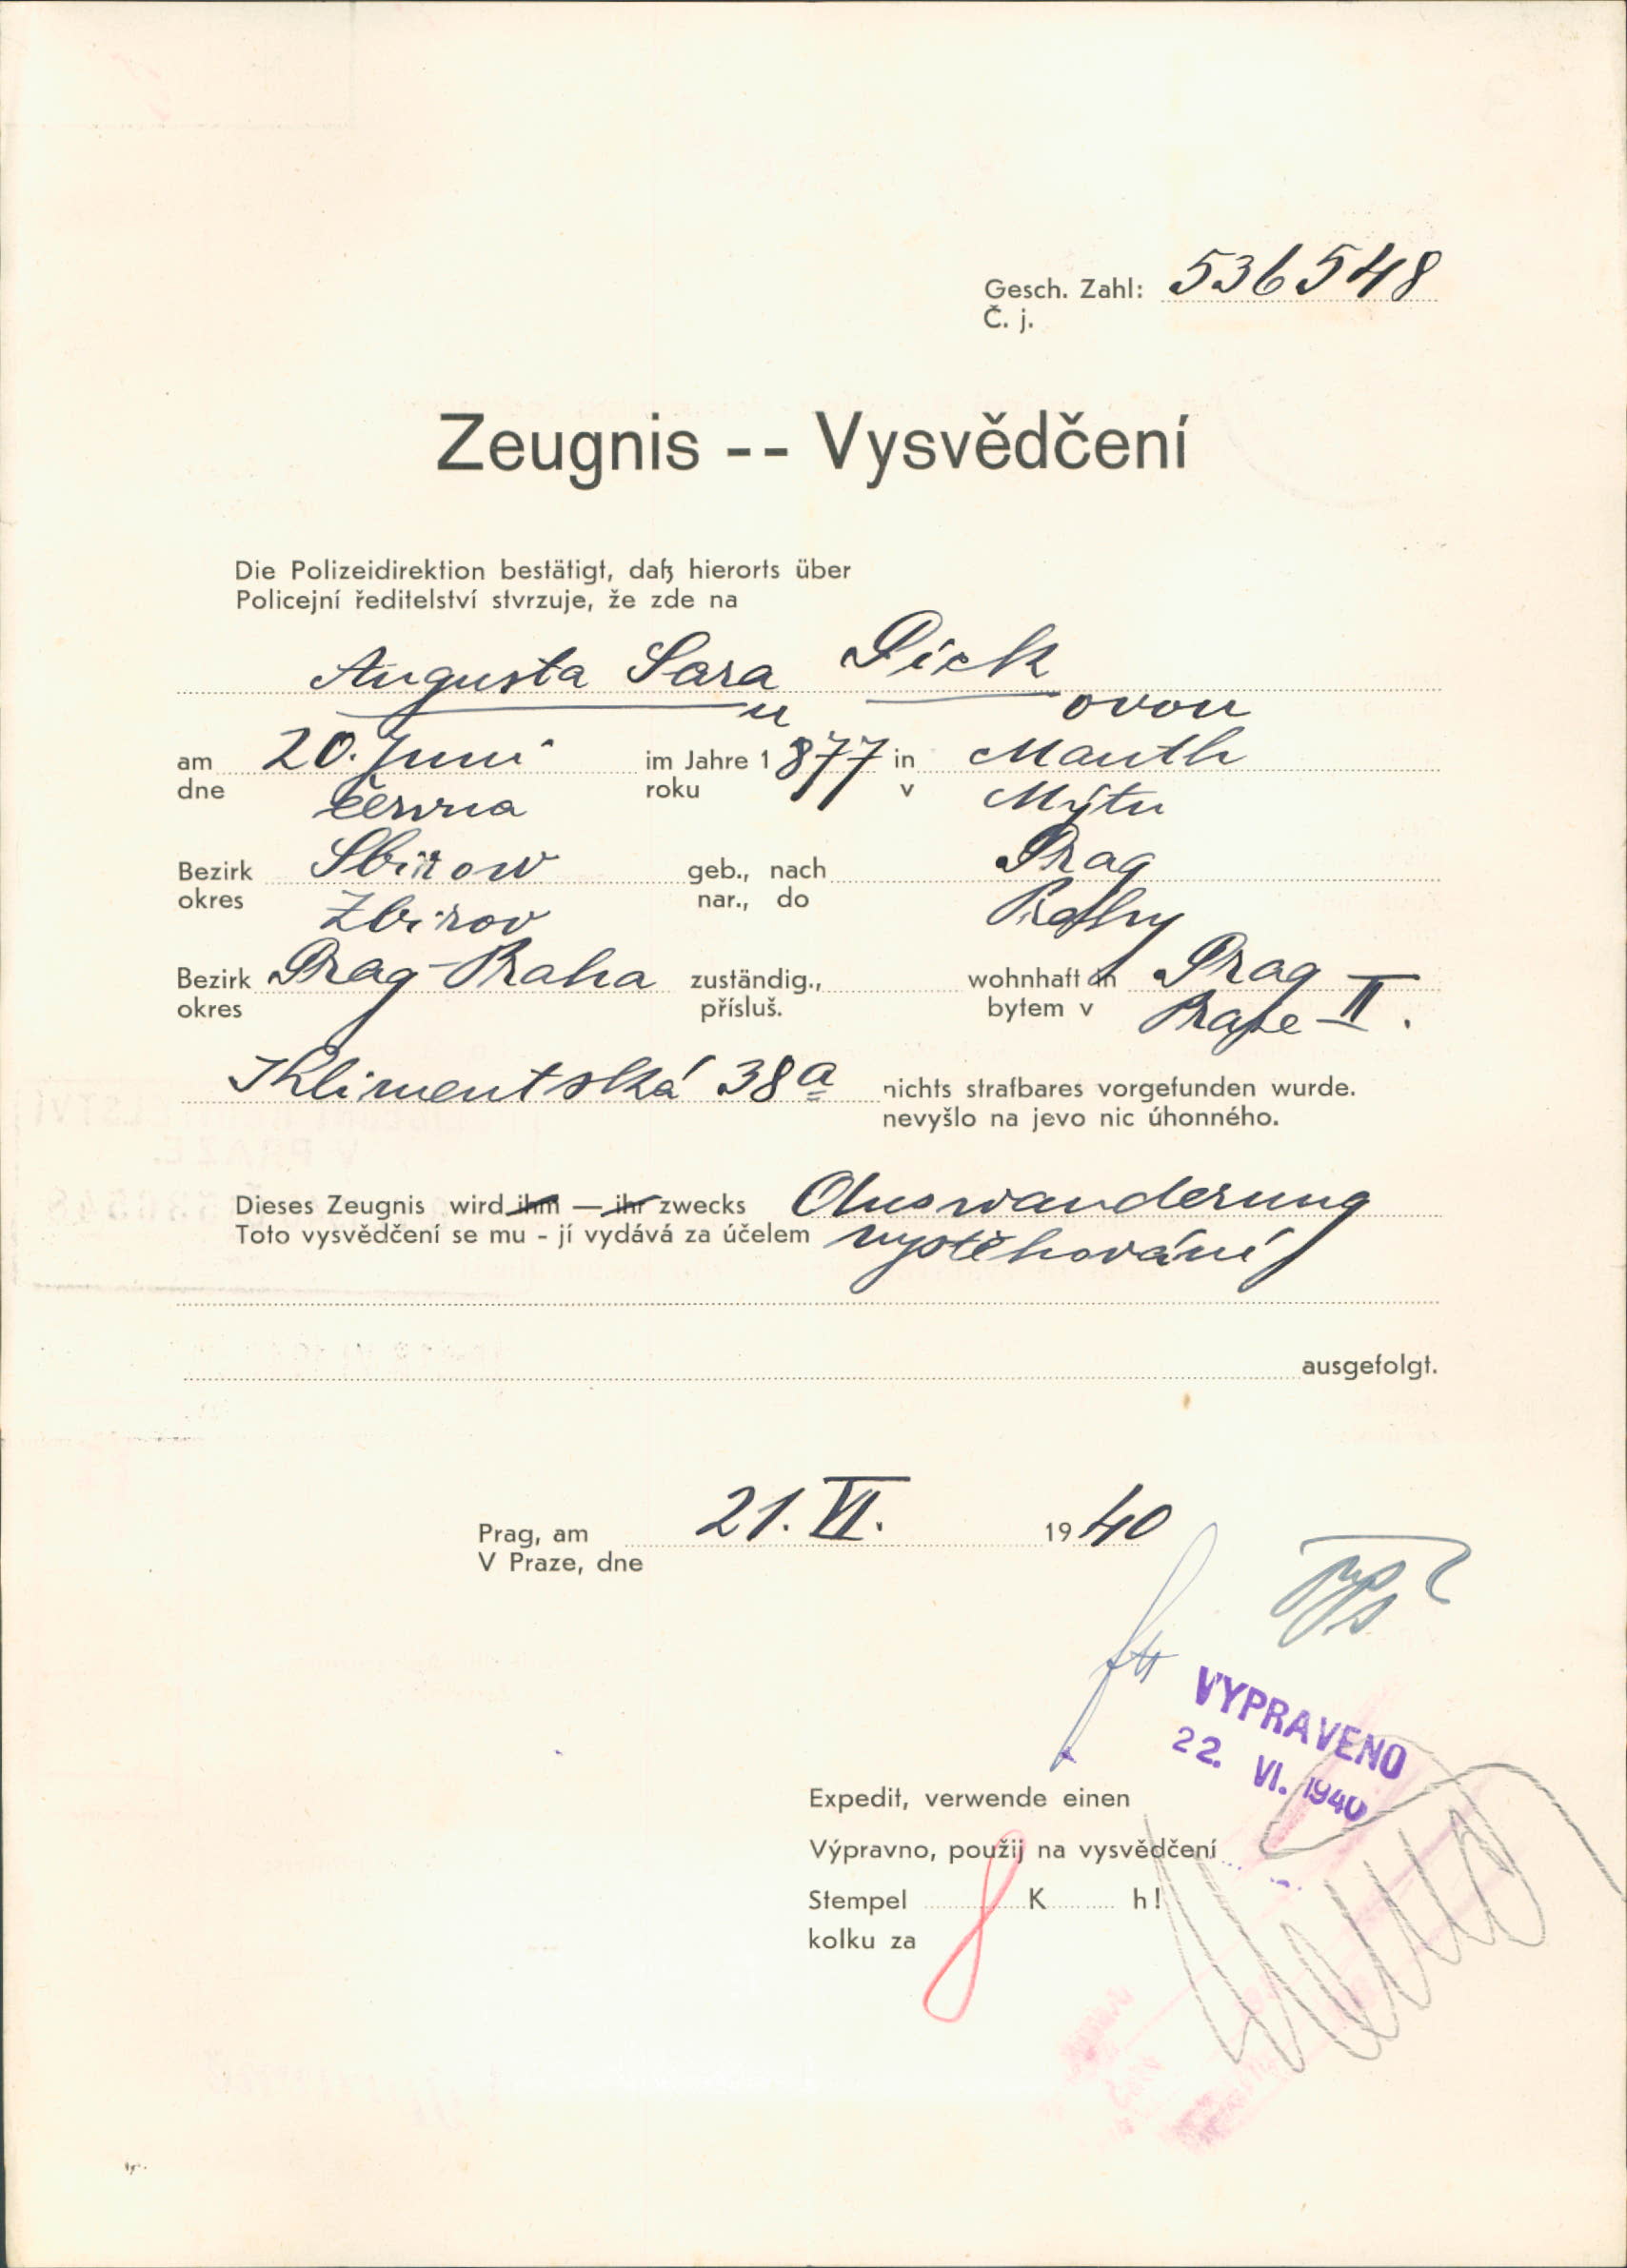 Gesch. Zahl: 536548
Č. j.
Zeugnis -- Vysvědčení
Die Polizeidirektion bestätigt, daß hierorts über
Policejní ředitelství stvrzuje, že zde na
Augusta Sara Pick
u ovou
am 20. Juni im Jahre 1877 in Mauth
dne června roku v Mýtu
Bezirk Sbirow geb., nach Prag
okres Zbirov nar., do Prahy
Bezirk Prag-Praha zuständig., wohnhaft in Prag II.
okres přísluš. bytem v Praze
Klimentská 38a nichts strafbares vorgefunden wurde.
nevyšlo na jevo nic úhonného.
Dieses Zeugnis wird ihm — ihr zwecks Auswanderung
Toto vysvědčení se mu - jí vydává za účelem vystěhování
ausgefolgt.
Prag, am 21. VI. 1940
V Praze, dne
VYPRAVENO
22. VI. 1940
Expedit, verwende einen
Výpravno, použij na vysvědčení
Stempel 8 K h!
kolku za